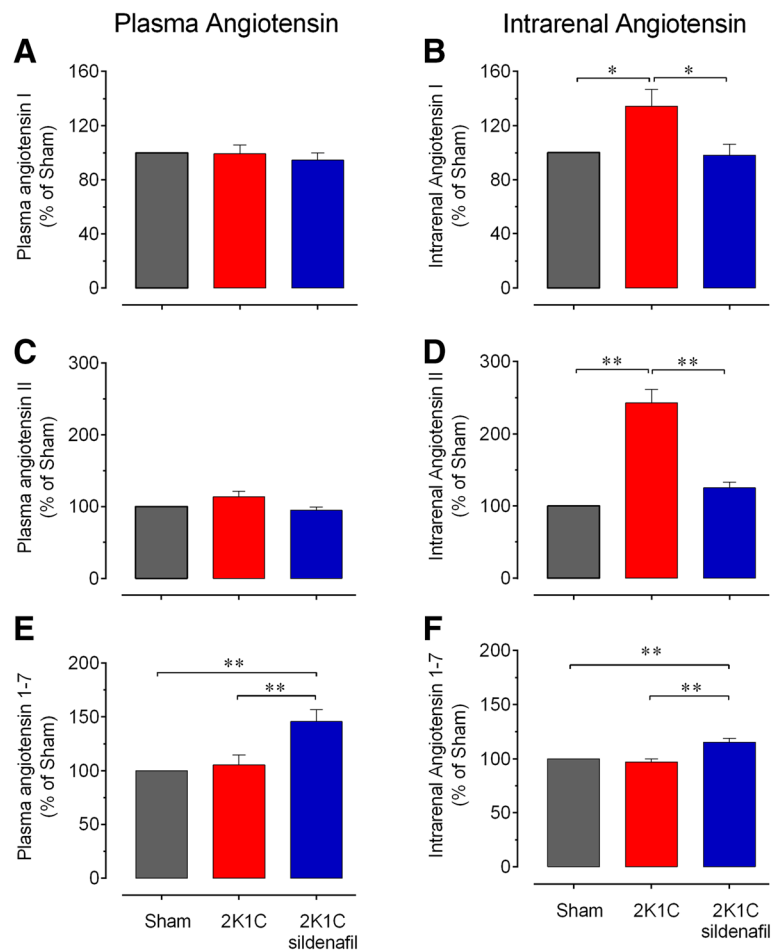 Plasma Angiotensin
Intrarenal Angiotensin
A
Plasma angiotensin I
(% of Sham)
160
120
80
40
0
B
Intrarenal Angiotensin I
(% of Sham)
160
120
80
40
0
*
*
C
Plasma angiotensin II
(% of Sham)
300
200
100
0
D
Intrarenal Angiotensin II
(% of Sham)
300
200
100
0
**
**
E
Plasma angiotensin 1-7
(% of Sham)
200
150
100
50
0
**
**
Sham
2K1C
2K1C
sildenafil
F
Intrarenal Angiotensin 1-7
(% of Sham)
200
150
100
50
0
**
**
Sham
2K1C
2K1C
sildenafil